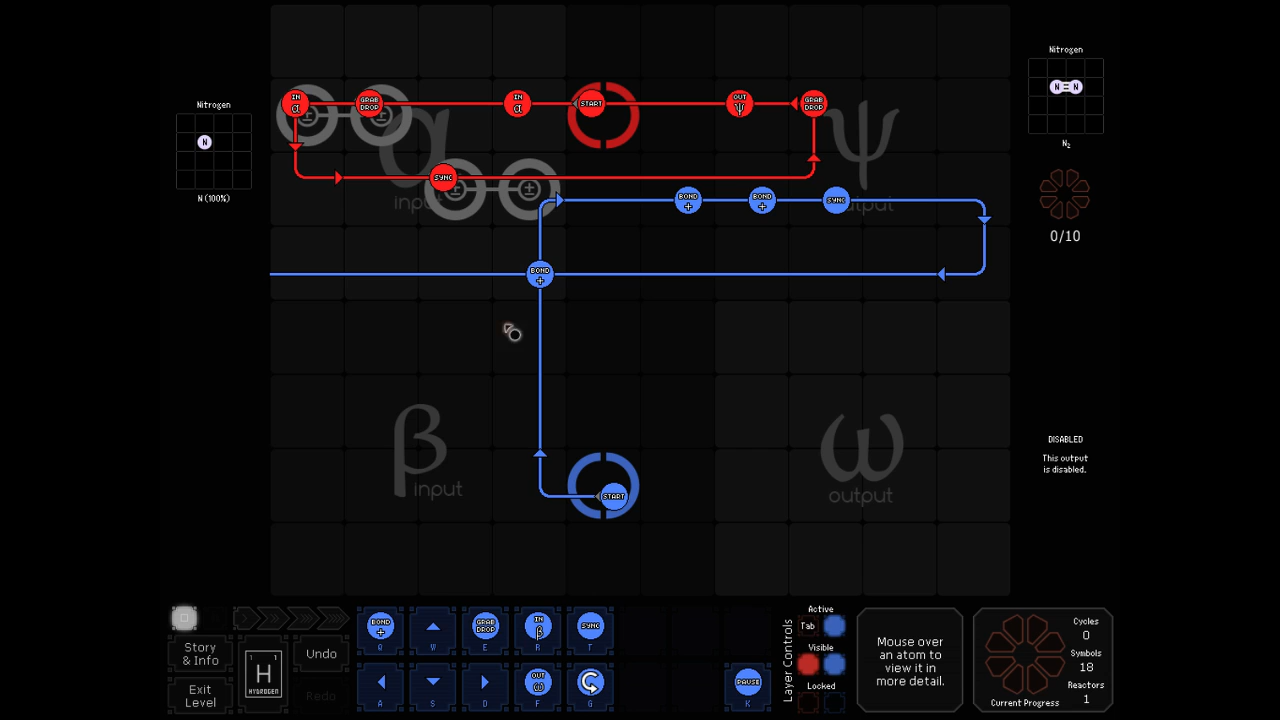 Nitrogen
N
N (100%)
IN
α
GRAB
DROP
IN
α
START
OUT
ψ
GRAB
DROP
α
input
ψ
output
SYNC
BOND
+
BOND
+
SYNC
BOND
+
β
input
START
ω
output
Nitrogen
N=N
N₂
0/10
DISABLED
This output
is disabled.
Story
& Info
Exit
Level
1 1
H
HYDROGEN
Undo
Redo
BOND
+
Q
W
GRAB
DROP
E
IN
β
R
SYNC
T
A
S
D
OUT
ω
F
G
PAUSE
K
Layer Controls
Active
Tab
Visible
Locked
Mouse over
an atom to
view it in
more detail.
Cycles
0
Symbols
18
Reactors
1
Current Progress